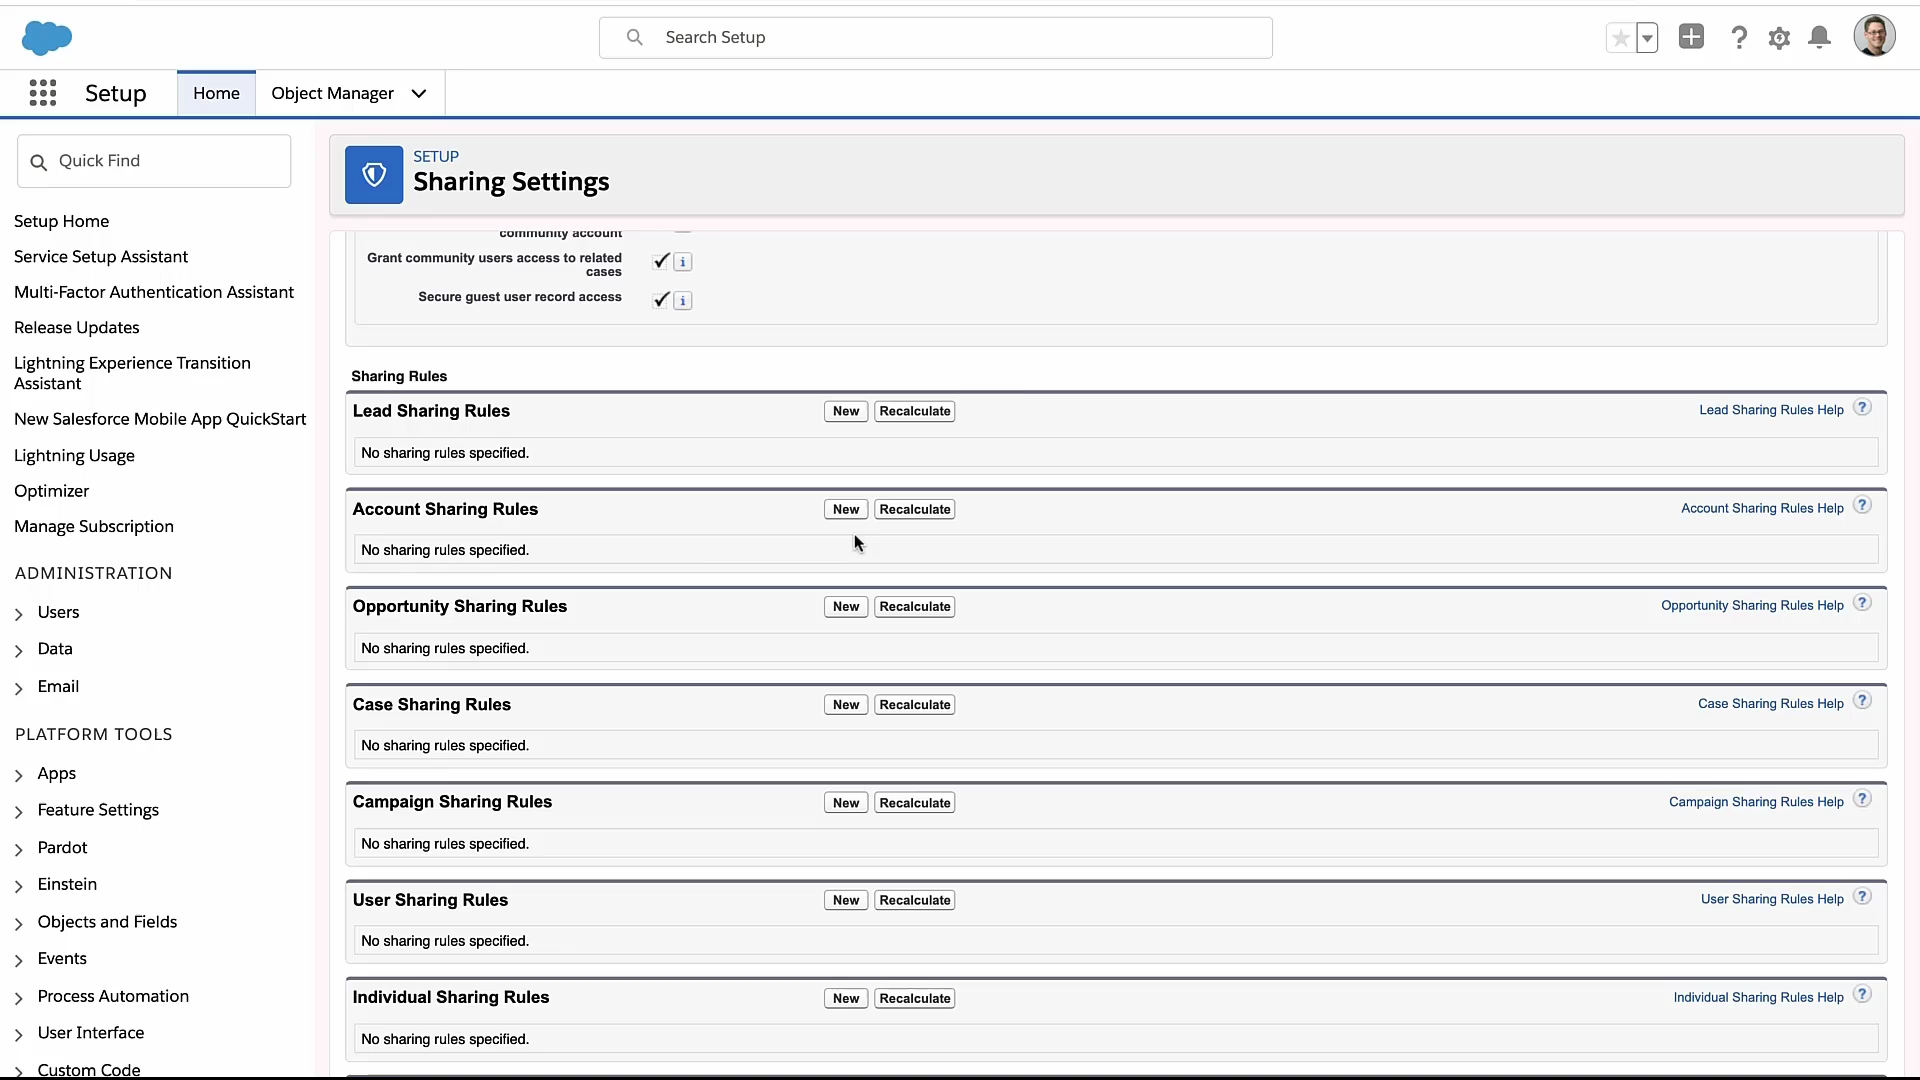 Search Setup
Setup
Home
Object Manager
Quick Find
Setup Home
Service Setup Assistant
Multi-Factor Authentication Assistant
Release Updates
Lightning Experience Transition
Assistant
New Salesforce Mobile App QuickStart
Lightning Usage
Optimizer
Manage Subscription
ADMINISTRATION
Users
Data
Email
PLATFORM TOOLS
Apps
Feature Settings
Pardot
Einstein
Objects and Fields
Events
Process Automation
User Interface
Custom Code
SETUP
Sharing Settings
community account
Grant community users access to related
cases
Secure guest user record access
Sharing Rules
Lead Sharing Rules New Recalculate Lead Sharing Rules Help ?
No sharing rules specified.
Account Sharing Rules New Recalculate Account Sharing Rules Help ?
No sharing rules specified.
Opportunity Sharing Rules New Recalculate Opportunity Sharing Rules Help ?
No sharing rules specified.
Case Sharing Rules New Recalculate Case Sharing Rules Help ?
No sharing rules specified.
Campaign Sharing Rules New Recalculate Campaign Sharing Rules Help ?
No sharing rules specified.
User Sharing Rules New Recalculate User Sharing Rules Help ?
No sharing rules specified.
Individual Sharing Rules New Recalculate Individual Sharing Rules Help ?
No sharing rules specified.